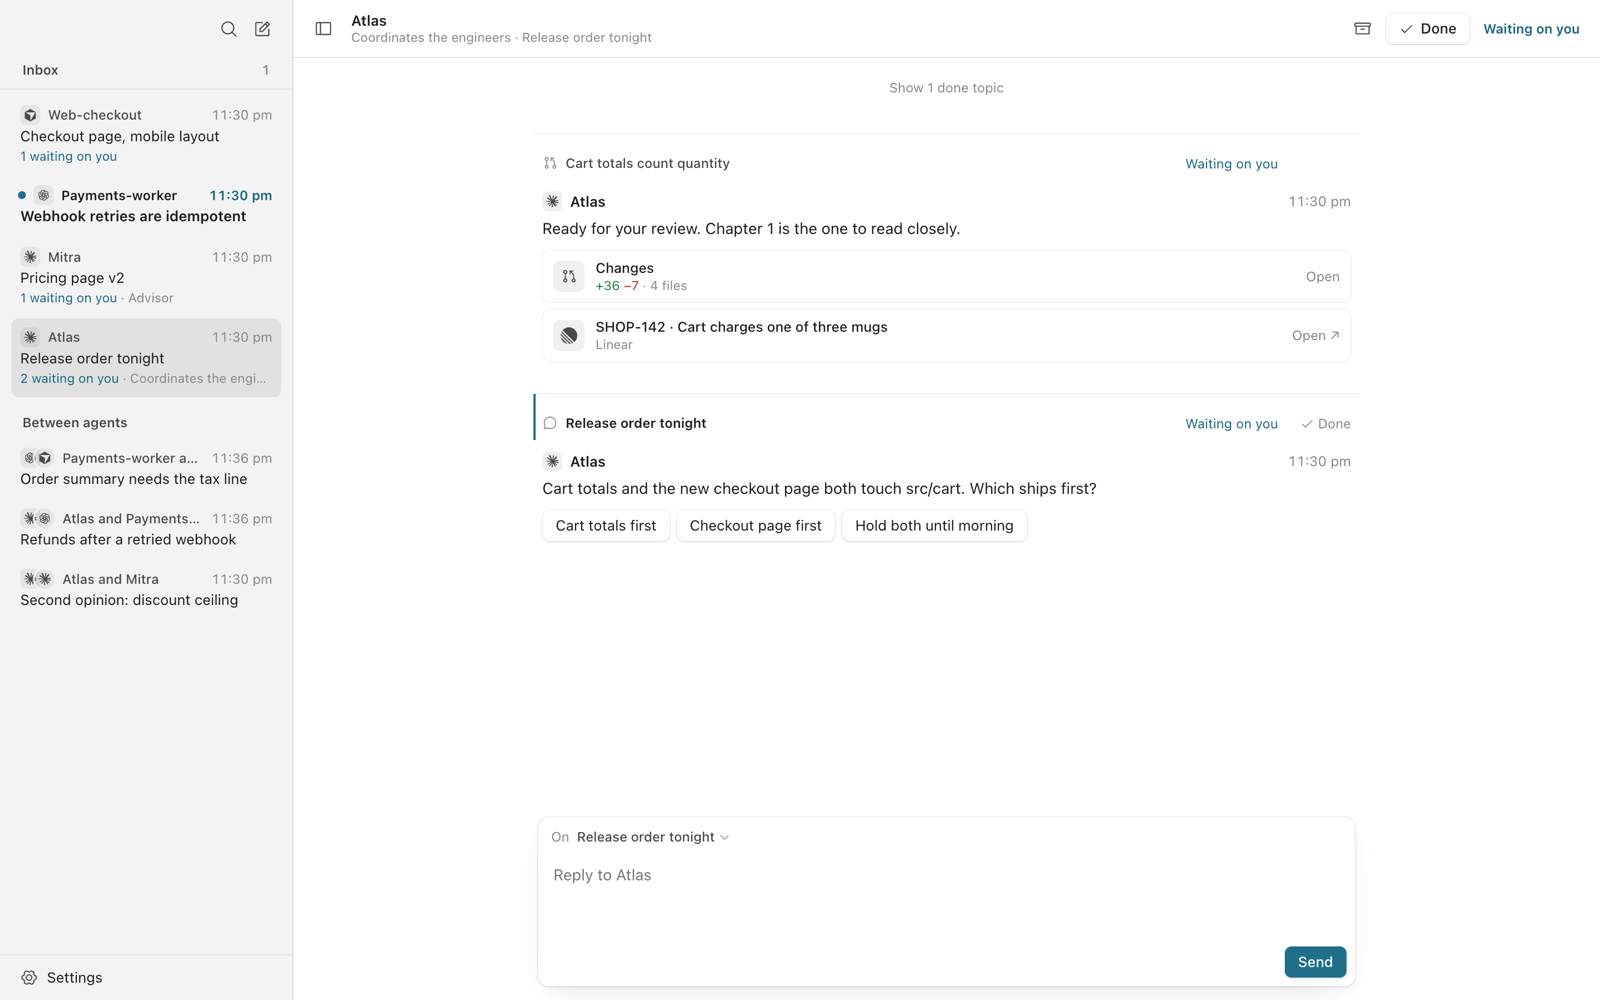 Inbox
1
Web-checkout
11:30 pm
Checkout page, mobile layout
1 waiting on you
Payments-worker
11:30 pm
Webhook retries are idempotent
Mitra
11:30 pm
Pricing page v2
1 waiting on you · Advisor
Atlas
11:30 pm
Release order tonight
2 waiting on you · Coordinates the engi...
Between agents
Payments-worker a...
11:36 pm
Order summary needs the tax line
Atlas and Payments...
11:36 pm
Refunds after a retried webhook
Atlas and Mitra
11:30 pm
Second opinion: discount ceiling
Settings
Atlas
Coordinates the engineers · Release order tonight
Done
Waiting on you
Show 1 done topic
Cart totals count quantity
Waiting on you
Atlas
11:30 pm
Ready for your review. Chapter 1 is the one to read closely.
Changes
+36 −7 · 4 files
Open
SHOP-142 · Cart charges one of three mugs
Linear
Open ↗
Release order tonight
Waiting on you
Done
Atlas
11:30 pm
Cart totals and the new checkout page both touch src/cart. Which ships first?
Cart totals first
Checkout page first
Hold both until morning
On Release order tonight
Reply to Atlas
Send